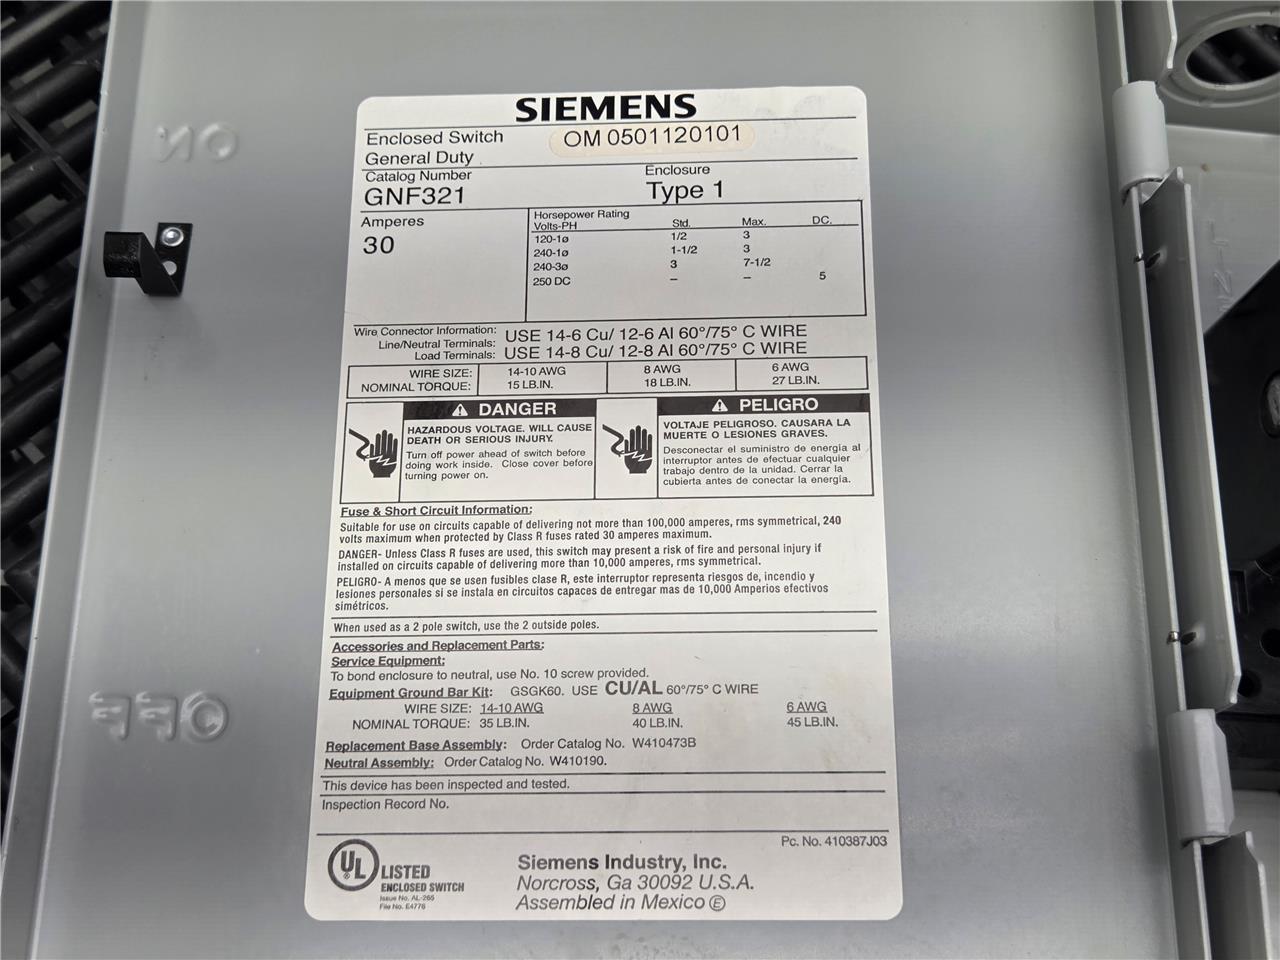 SIEMENS
Enclosed Switch OM 0501120101
General Duty
Catalog Number Enclosure
GNF321 Type 1
Amperes
30
Horsepower Rating
Volts-PH Std. Max. DC.
120-1ø 1/2 3
240-1ø 1-1/2 3
240-3ø 3 7-1/2
250 DC – – 5
Wire Connector Information:
Line/Neutral Terminals: USE 14-6 Cu/ 12-6 Al 60°/75° C WIRE
Load Terminals: USE 14-8 Cu/ 12-8 Al 60°/75° C WIRE
WIRE SIZE: 14-10 AWG 8 AWG 6 AWG
NOMINAL TORQUE: 15 LB.IN. 18 LB.IN. 27 LB.IN.
DANGER
HAZARDOUS VOLTAGE. WILL CAUSE
DEATH OR SERIOUS INJURY.
Turn off power ahead of switch before
doing work inside. Close cover before
turning power on.
PELIGRO
VOLTAJE PELIGROSO. CAUSARA LA
MUERTE O LESIONES GRAVES.
Desconectar el suministro de energía al
interruptor antes de efectuar cualquier
trabajo dentro de la unidad. Cerrar la
cubierta antes de conectar la energía.
Fuse & Short Circuit Information:
Suitable for use on circuits capable of delivering not more than 100,000 amperes, rms symmetrical, 240
volts maximum when protected by Class R fuses rated 30 amperes maximum.
DANGER- Unless Class R fuses are used, this switch may present a risk of fire and personal injury if
installed on circuits capable of delivering more than 10,000 amperes, rms symmetrical.
PELIGRO- A menos que se usen fusibles clase R, este interruptor representa riesgos de, incendio y
lesiones personales si se instala en circuitos capaces de entregar mas de 10,000 Amperios efectivos
simétricos.
When used as a 2 pole switch, use the 2 outside poles.
Accessories and Replacement Parts:
Service Equipment:
To bond enclosure to neutral, use No. 10 screw provided.
Equipment Ground Bar Kit: GSGK60. USE CU/AL 60°/75° C WIRE
WIRE SIZE: 14-10 AWG 8 AWG 6 AWG
NOMINAL TORQUE: 35 LB.IN. 40 LB.IN. 45 LB.IN.
Replacement Base Assembly: Order Catalog No. W410473B
Neutral Assembly: Order Catalog No. W410190.
This device has been inspected and tested.
Inspection Record No.
Pc. No. 410387J03
UL
LISTED
ENCLOSED SWITCH
Issue No. AL-265
File No. E4776
Siemens Industry, Inc.
Norcross, Ga 30092 U.S.A.
Assembled in Mexico E
ON
OFF